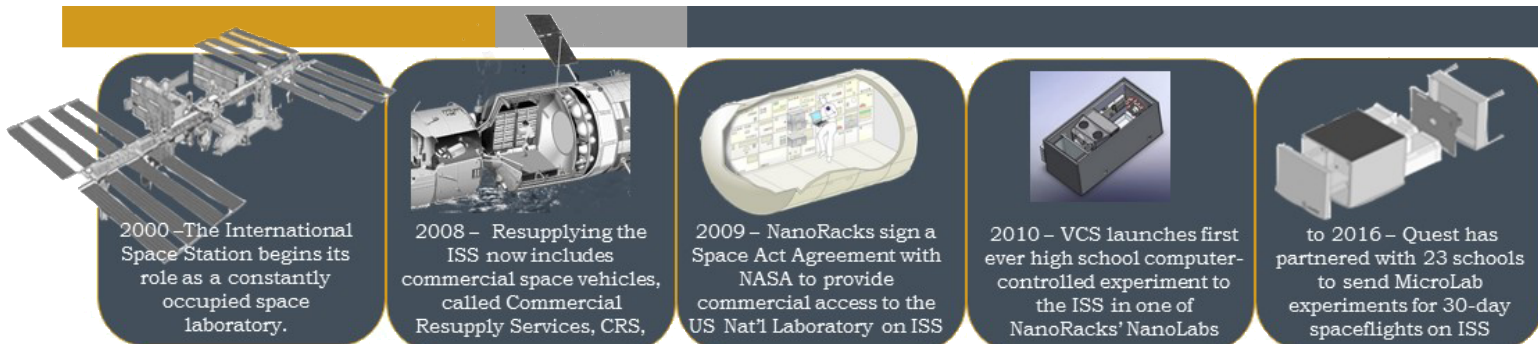 2000 –The International
Space Station begins its
role as a constantly
occupied space
laboratory.
2008 – Resupplying the
ISS now includes
commercial space vehicles,
called Commercial
Resupply Services, CRS,
2009 – NanoRacks sign a
Space Act Agreement with
NASA to provide
commercial access to the
US Nat'l Laboratory on ISS
2010 – VCS launches first
ever high school computer-
controlled experiment to
the ISS in one of
NanoRacks' NanoLabs
to 2016 – Quest has
partnered with 23 schools
to send MicroLab
experiments for 30-day
spaceflights on ISS